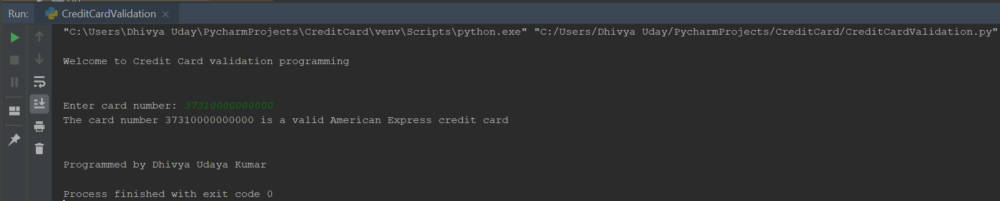 Run: CreditCardValidation
"C:\Users\Dhivya Uday\PycharmProjects\CreditCard\venv\Scripts\python.exe" "C:/Users/Dhivya Uday/PycharmProjects/CreditCard/CreditCardValidation.py"
Welcome to Credit Card validation programming
Enter card number: 37310000000000
The card number 37310000000000 is a valid American Express credit card
Programmed by Dhivya Udaya Kumar
Process finished with exit code 0